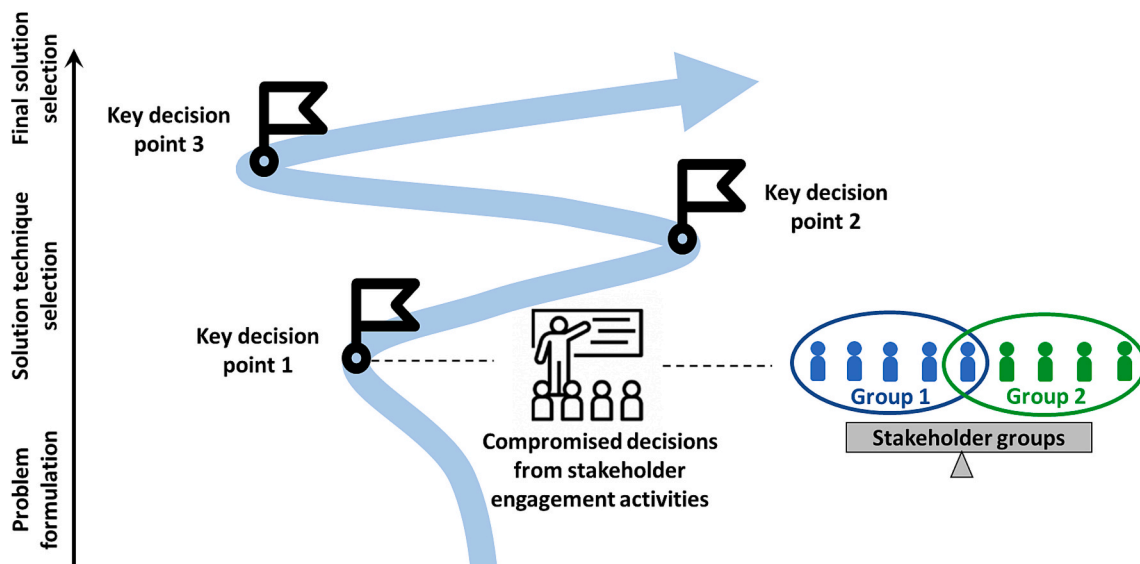 Final solution
selection
Solution technique
selection
Problem
formulation
Key decision
point 3
Key decision
point 2
Key decision
point 1
Compromised decisions
from stakeholder
engagement activities
Group 1
Group 2
Stakeholder groups